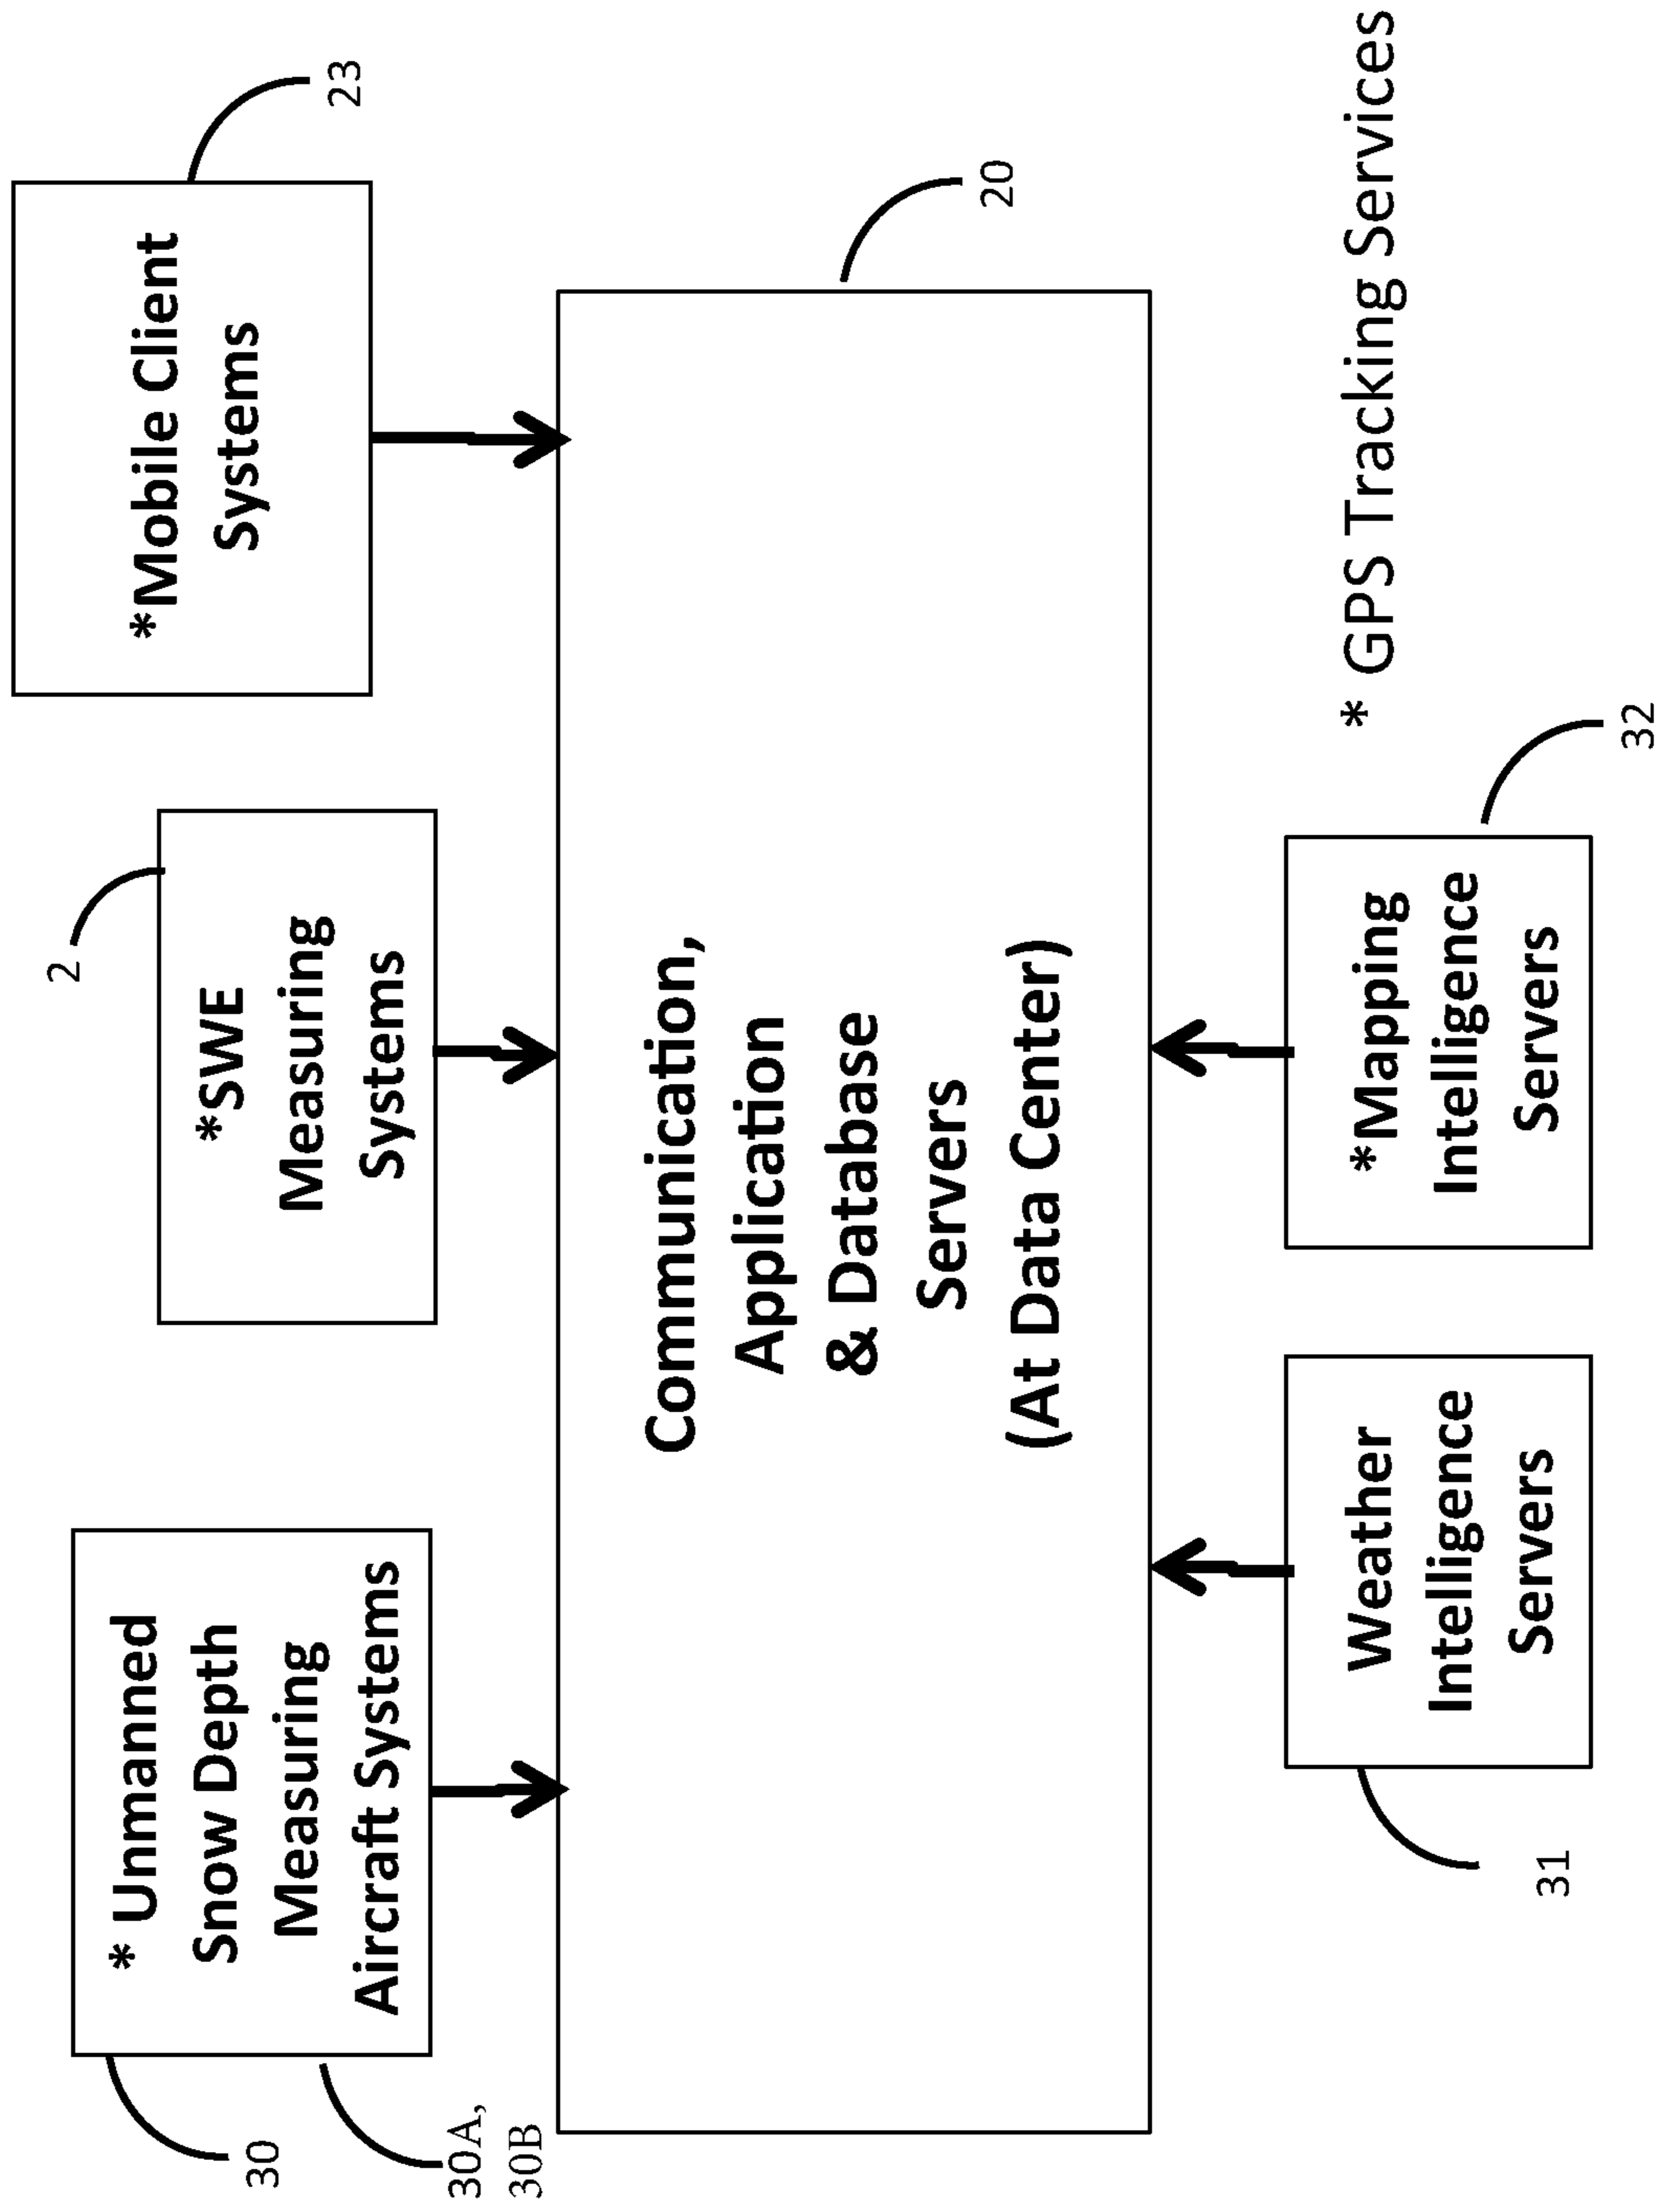 * Unmanned
Snow Depth
Measuring
Aircraft Systems
30
30A,
30B
*SWE
Measuring
Systems
2
*Mobile Client
Systems
23
Communication,
Application
& Database
Servers
(At Data Center)
20
Weather
Intelligence
Servers
31
*Mapping
Intelligence
Servers
32
* GPS Tracking Services